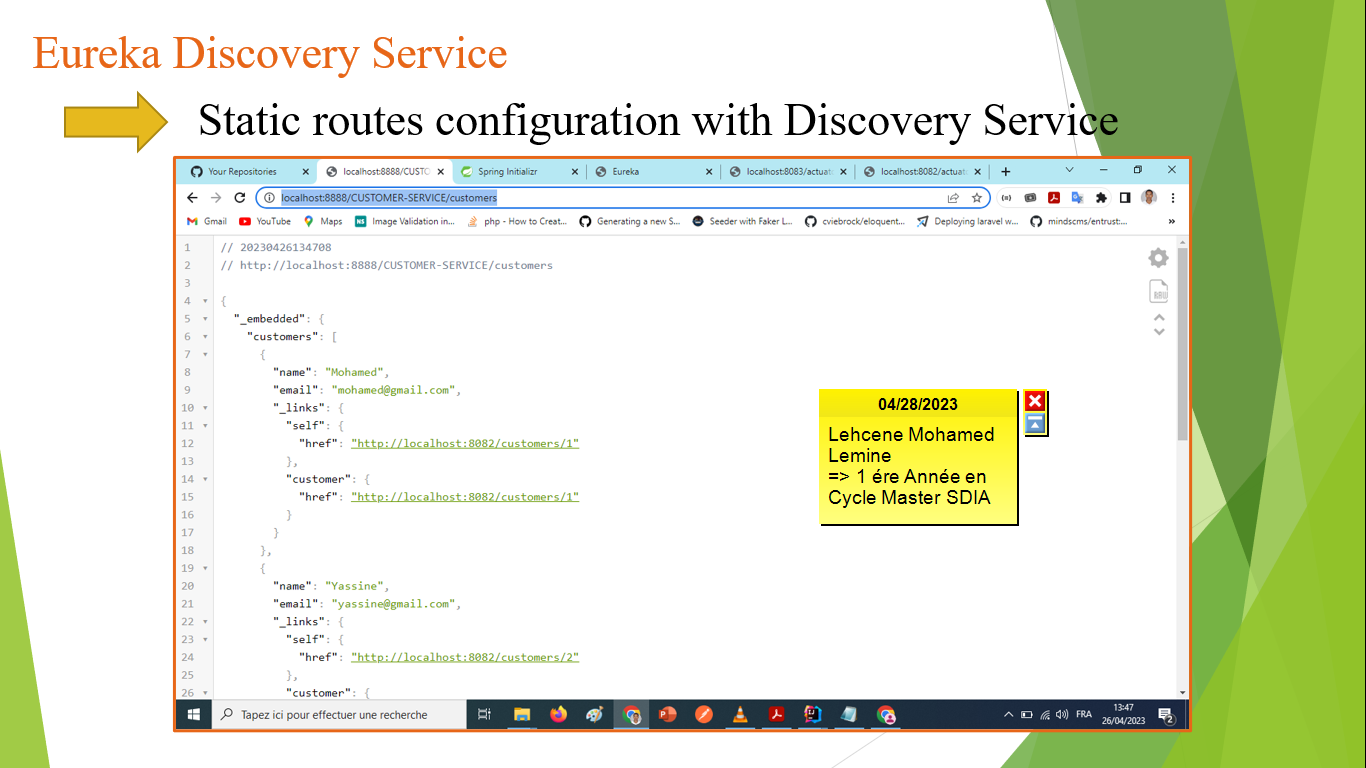 Eureka Discovery Service
Static routes configuration with Discovery Service
Your Repositories
localhost:8888/CUSTO
Spring Initializr
Eureka
localhost:8083/actuat
localhost:8082/actuat
localhost:8888/CUSTOMER-SERVICE/customers
Gmail
YouTube
Maps
NS
Image Validation in...
php - How to Creat...
Generating a new S...
Seeder with Faker L...
cviebrock/eloquent...
Deploying laravel w...
mindscms/entrust:...
»
1 // 20230426134708
2 // http://localhost:8888/CUSTOMER-SERVICE/customers
3
4 {
5 "_embedded": {
6 "customers": [
7 {
8 "name": "Mohamed",
9 "email": "mohamed@gmail.com",
10 "_links": {
11 "self": {
12 "href": "http://localhost:8082/customers/1"
13 },
14 "customer": {
15 "href": "http://localhost:8082/customers/1"
16 }
17 }
18 },
19 {
20 "name": "Yassine",
21 "email": "yassine@gmail.com",
22 "_links": {
23 "self": {
24 "href": "http://localhost:8082/customers/2"
25 },
26 "customer": {
RAW
04/28/2023
Lehcene Mohamed
Lemine
=> 1 ére Année en
Cycle Master SDIA
Tapez ici pour effectuer une recherche
FRA
13:47
26/04/2023
2